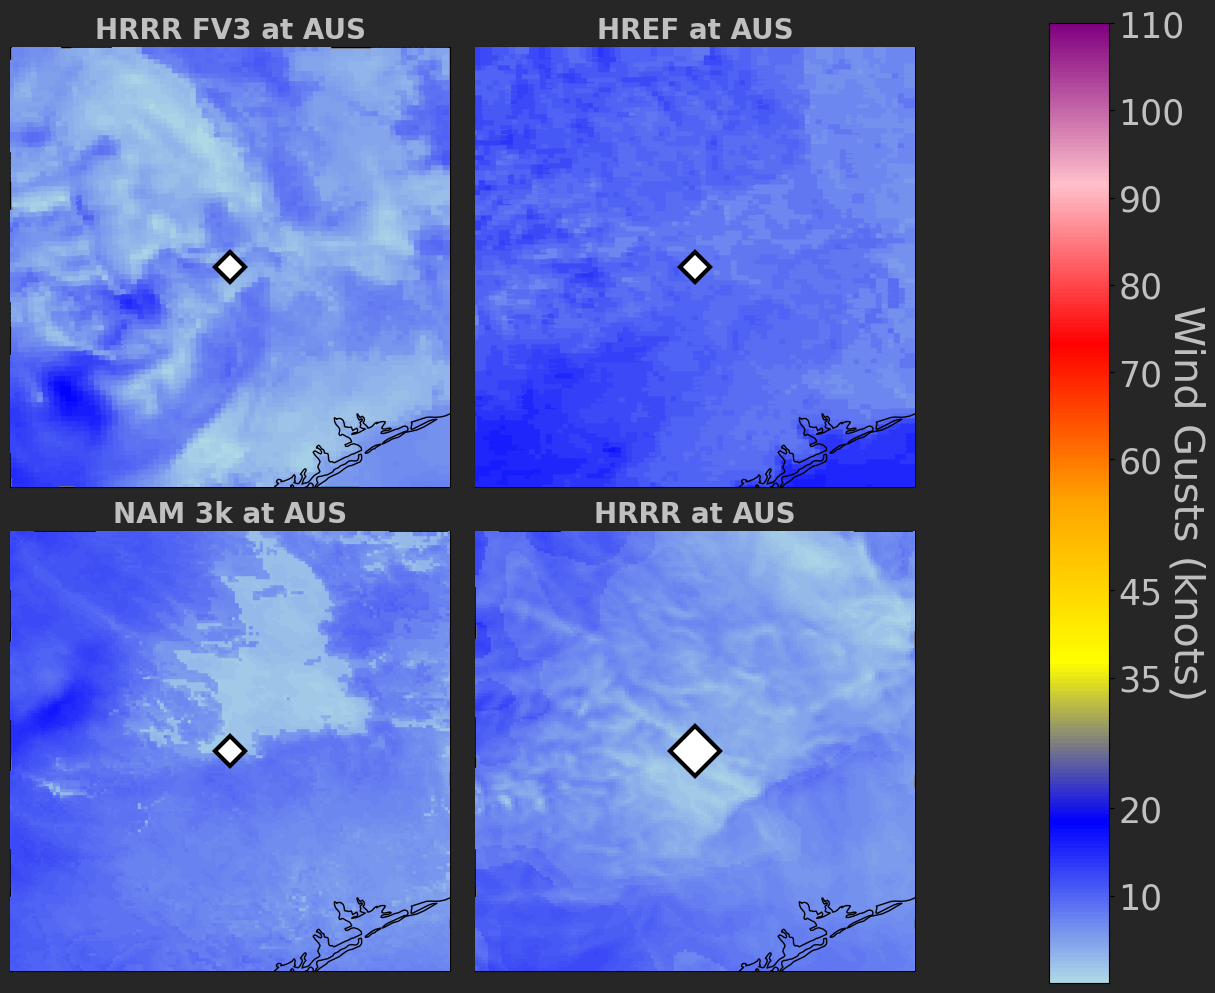 HRRR FV3 at AUS
HREF at AUS
NAM 3k at AUS
HRRR at AUS
110
100
90
80
70
60
45
35
20
10
Wind Gusts (knots)